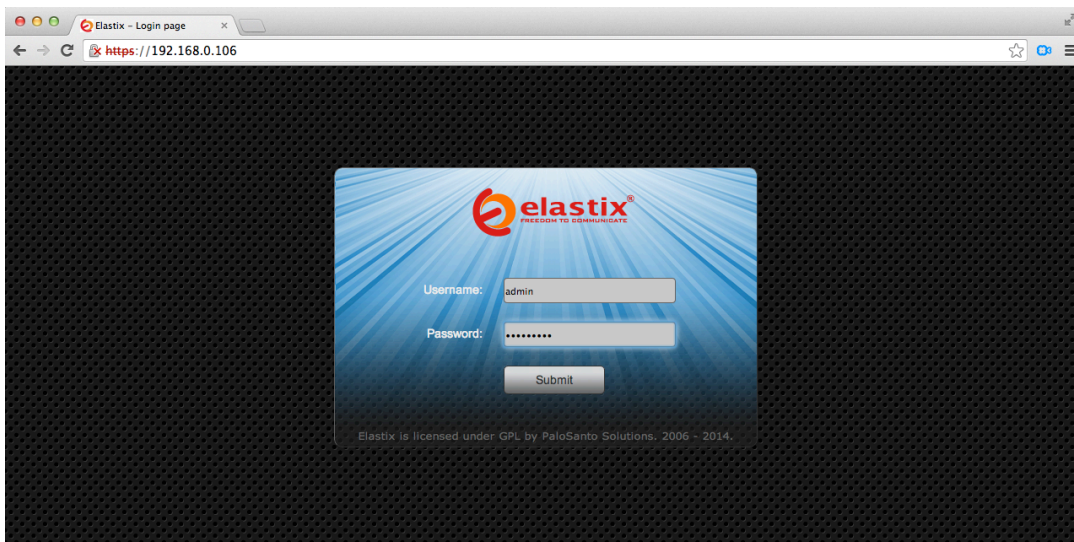 Elastix - Login page
https://192.168.0.106
elastix®
FREEDOM TO COMMUNICATE
Username: admin
Password: •••••••••
Submit
Elastix is licensed under GPL by PaloSanto Solutions. 2006 - 2014.